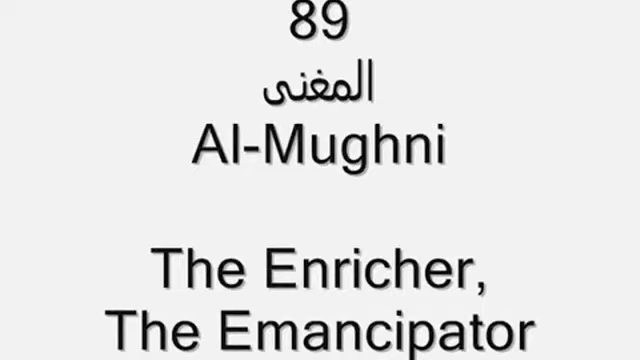 89
المغنى
Al-Mughni
The Enricher,
The Emancipator